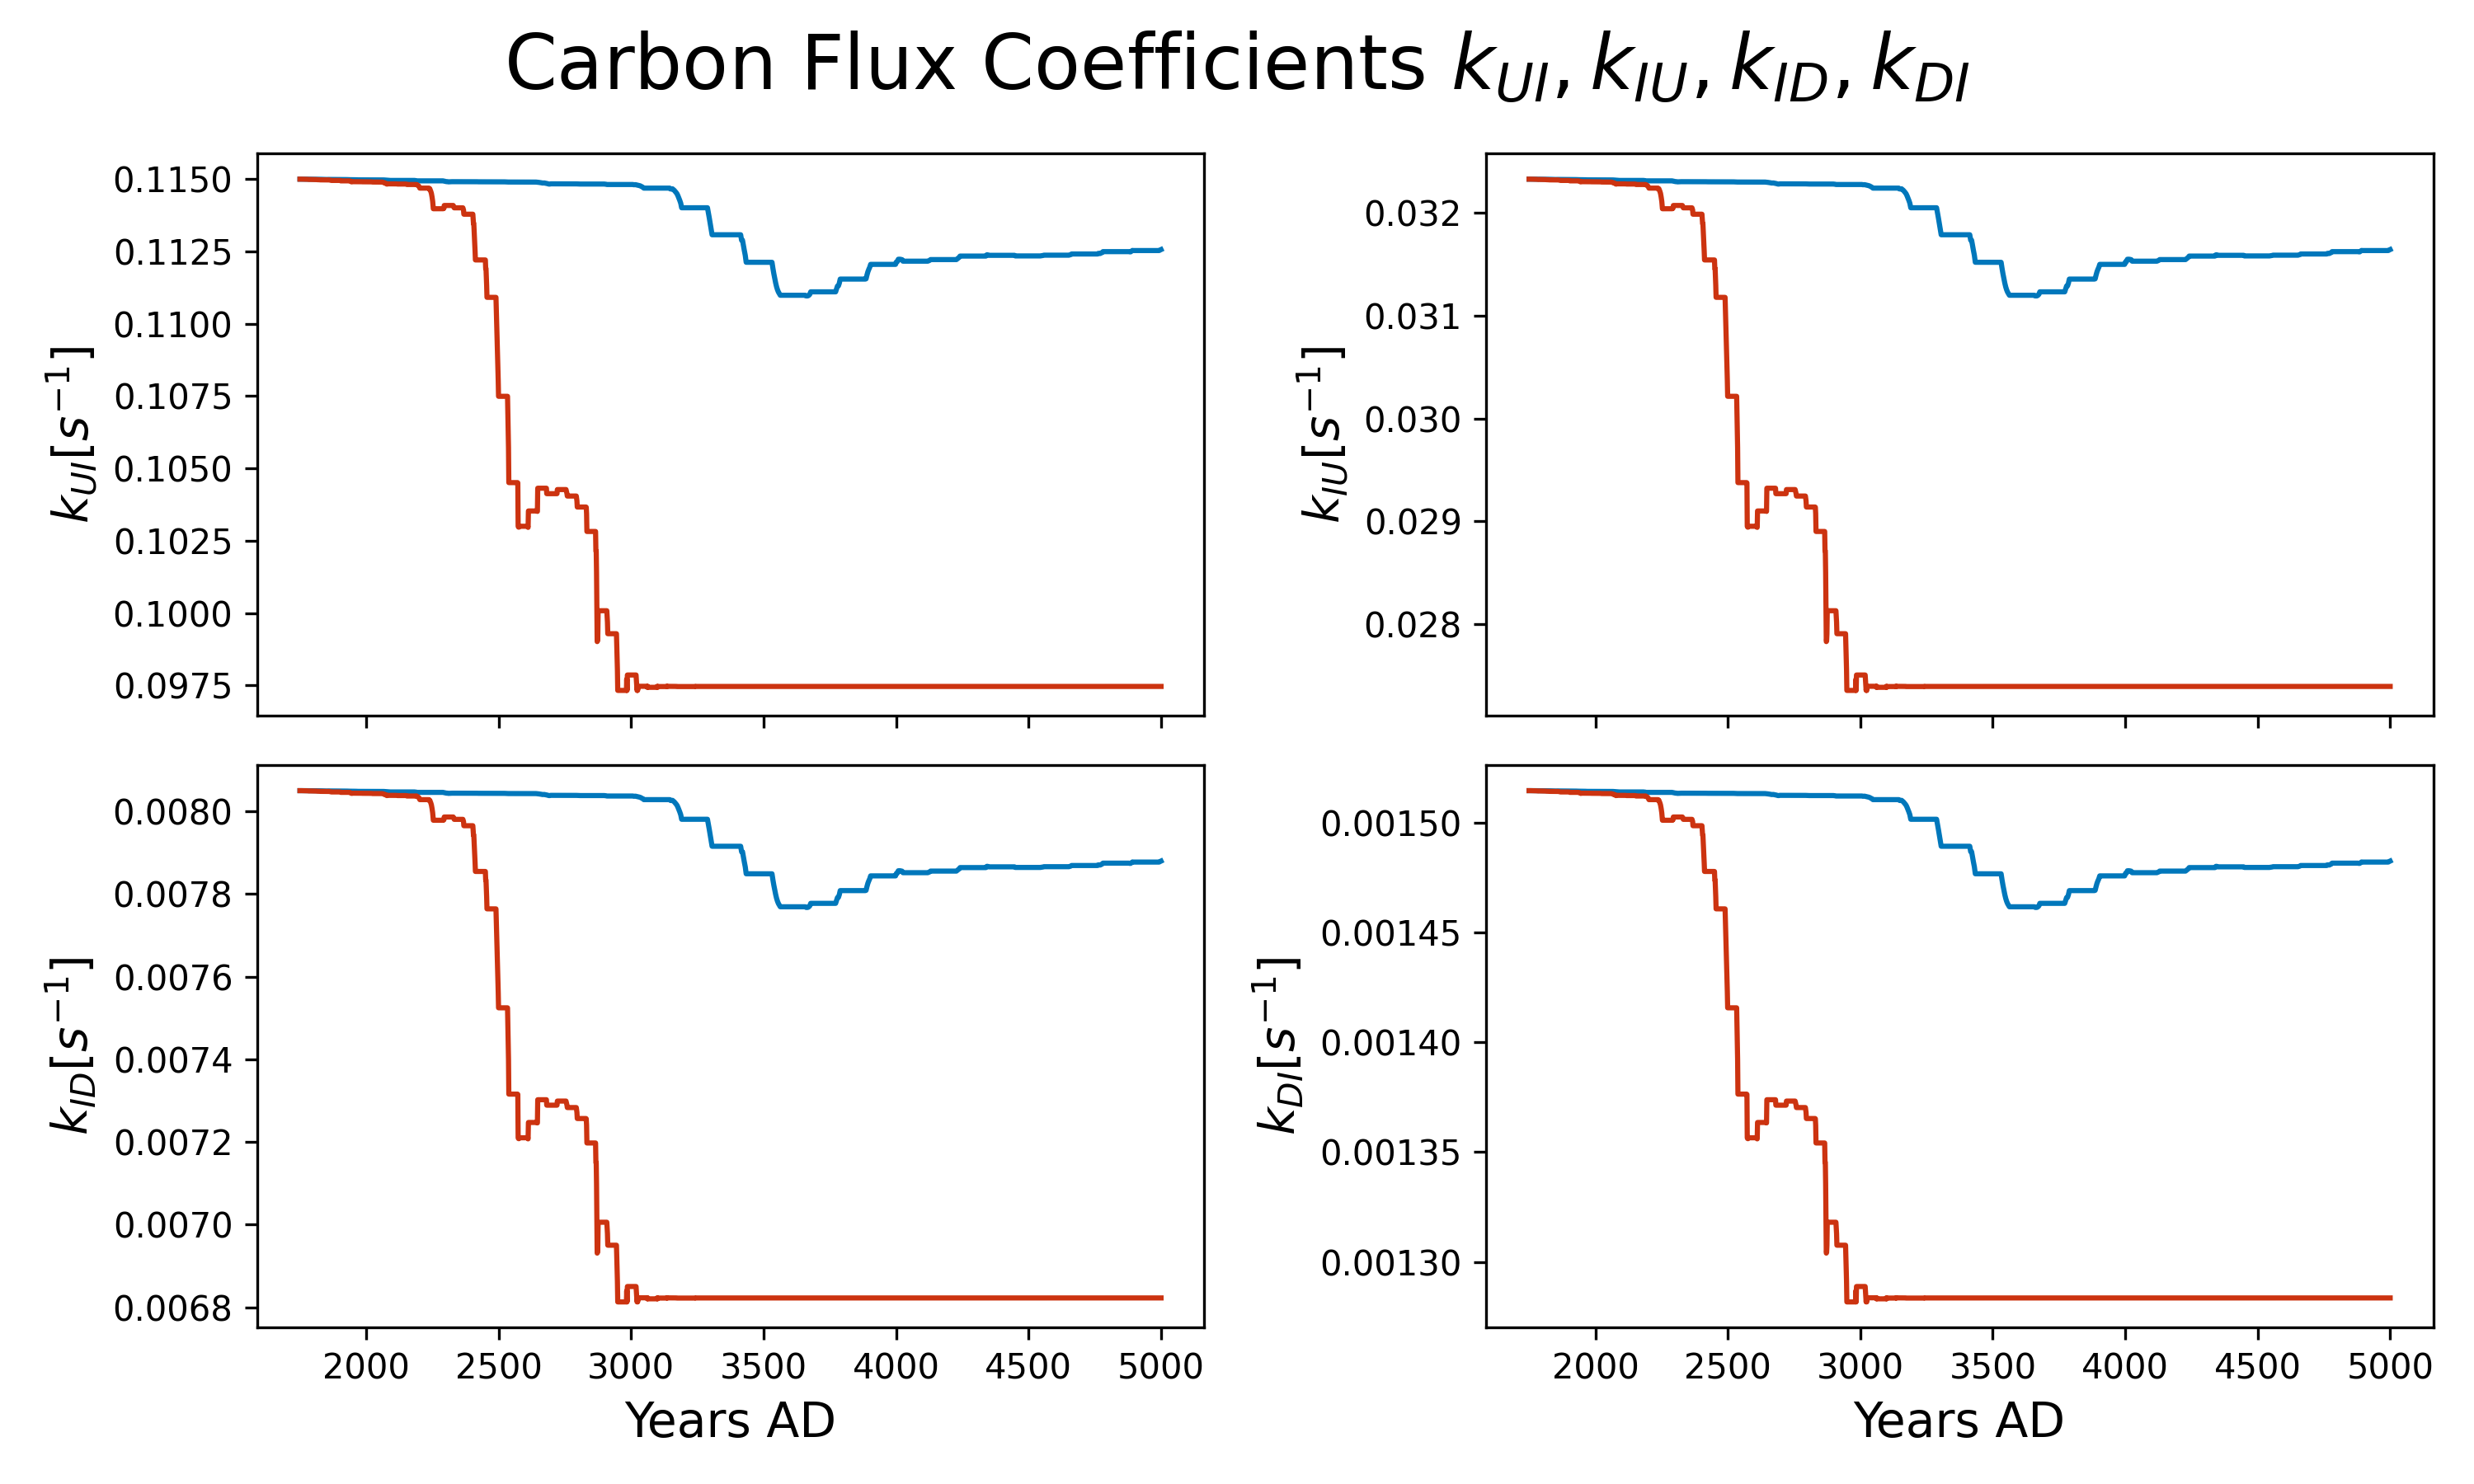 Carbon Flux Coefficients k_UI, k_IU, k_ID, k_DI
0.1150
0.1125
0.1100
0.1075
0.1050
0.1025
0.1000
0.0975
k_UI[s⁻¹]
0.032
0.031
0.030
0.029
0.028
k_IU[s⁻¹]
0.0080
0.0078
0.0076
0.0074
0.0072
0.0070
0.0068
k_ID[s⁻¹]
2000 2500 3000 3500 4000 4500 5000
Years AD
0.00150
0.00145
0.00140
0.00135
0.00130
k_DI[s⁻¹]
2000 2500 3000 3500 4000 4500 5000
Years AD